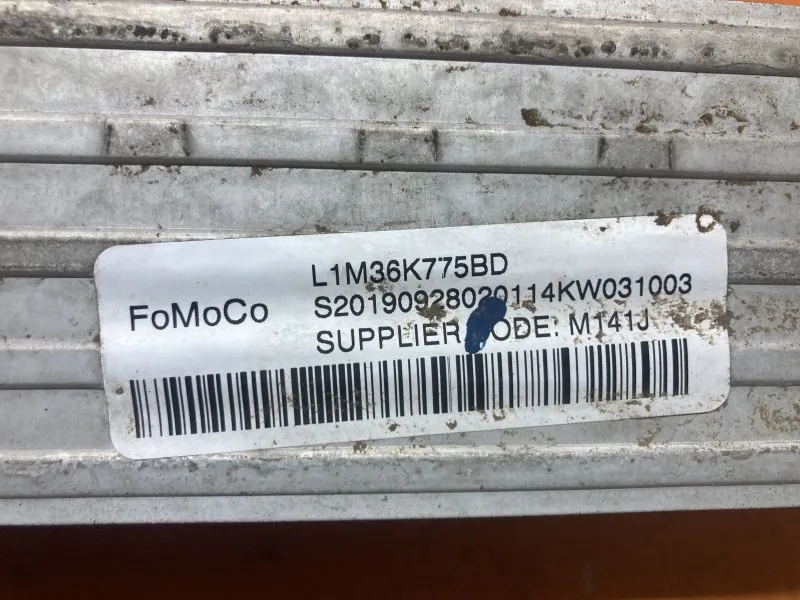 L1M36K775BD
FoMoCo
S20190928020114KW031003
SUPPLIER CODE: M141J